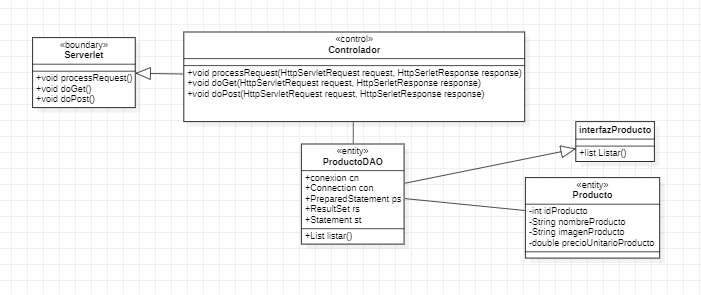 «boundary»
Serverlet
+void processRequest()
+void doGet()
+void doPost()
«control»
Controlador
+void processRequest(HttpServletRequest request, HttpSerletResponse response)
+void doGet(HttpServletRequest request, HttpSerletResponse response)
+void doPost(HttpServletRequest request, HttpSerletResponse response)
«entity»
ProductoDAO
+conexion cn
+Connection con
+PreparedStatement ps
+ResultSet rs
+Statement st
+List listar()
interfazProducto
+list Listar()
«entity»
Producto
-int idProducto
-String nombreProducto
-String imagenProducto
-double precioUnitarioProducto